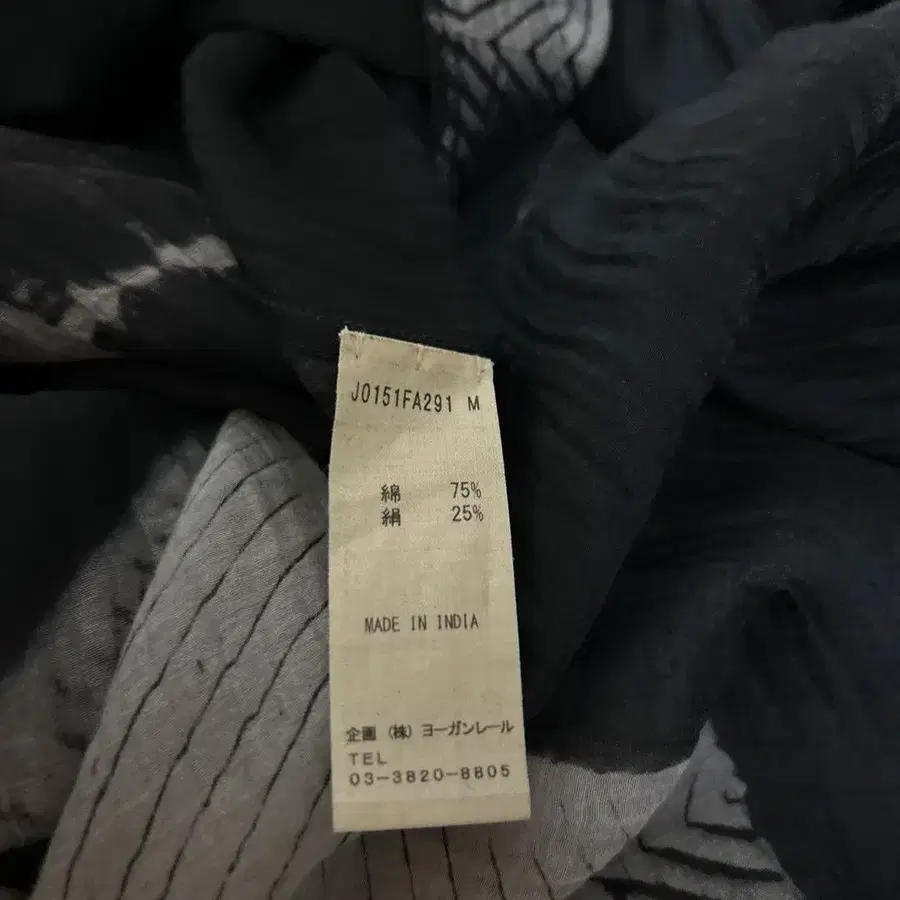 J0151FA291 M
綿 75%
絹 25%
MADE IN INDIA
企画 (株) ヨーガンレール
TEL
03-3820-8805